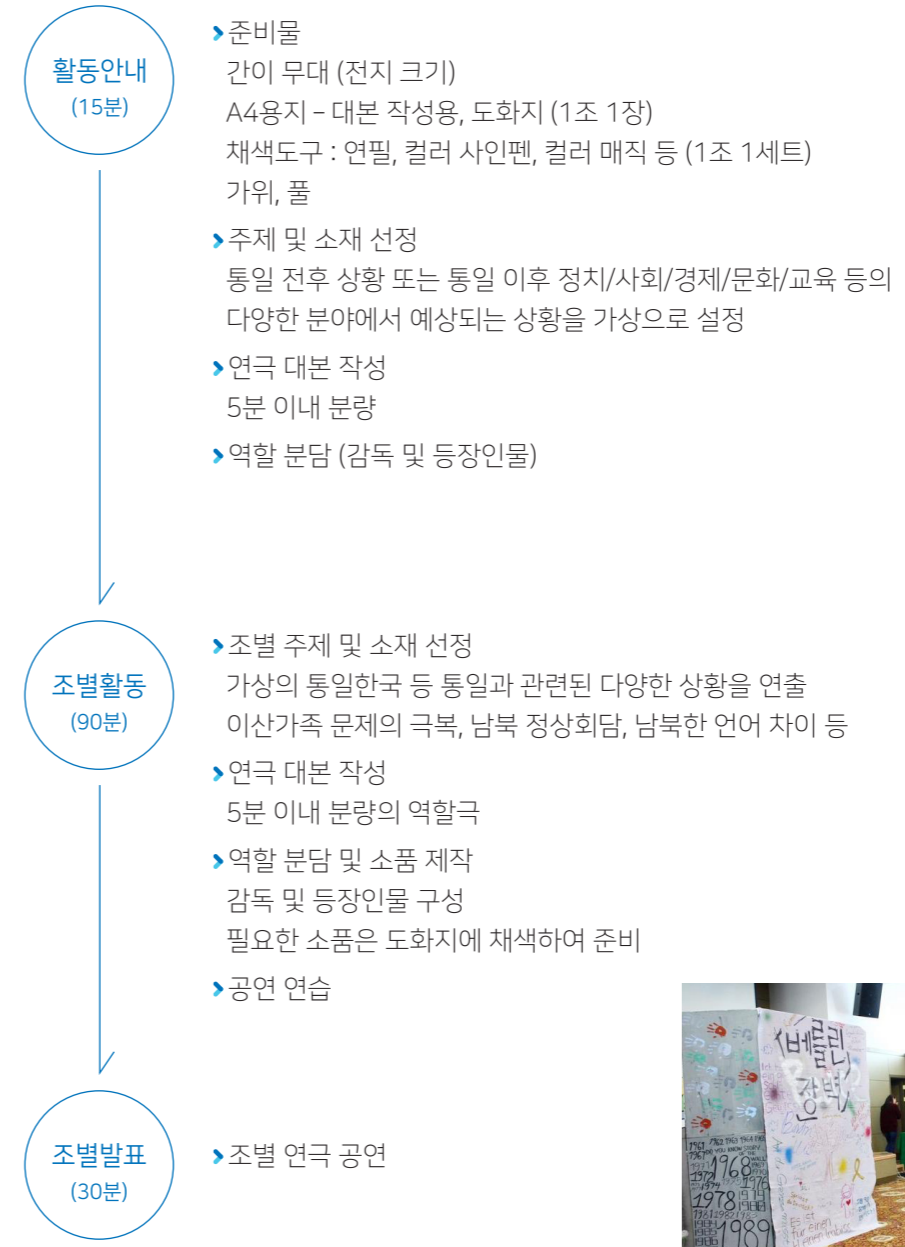 활동안내
(15분)
준비물
간이 무대 (전지 크기)
A4용지 – 대본 작성용, 도화지 (1조 1장)
채색도구 : 연필, 컬러 사인펜, 컬러 매직 등 (1조 1세트)
가위, 풀
주제 및 소재 선정
통일 전후 상황 또는 통일 이후 정치/사회/경제/문화/교육 등의
다양한 분야에서 예상되는 상황을 가상으로 설정
연극 대본 작성
5분 이내 분량
역할 분담 (감독 및 등장인물)
조별활동
(90분)
조별 주제 및 소재 선정
가상의 통일한국 등 통일과 관련된 다양한 상황을 연출
이산가족 문제의 극복, 남북 정상회담, 남북한 언어 차이 등
연극 대본 작성
5분 이내 분량의 역할극
역할 분담 및 소품 제작
감독 및 등장인물 구성
필요한 소품은 도화지에 채색하여 준비
공연 연습
조별발표
(30분)
조별 연극 공연
베를린
장벽
1961 1962 1963 1964
1968
1978 1979
1989
Es ist
für einen